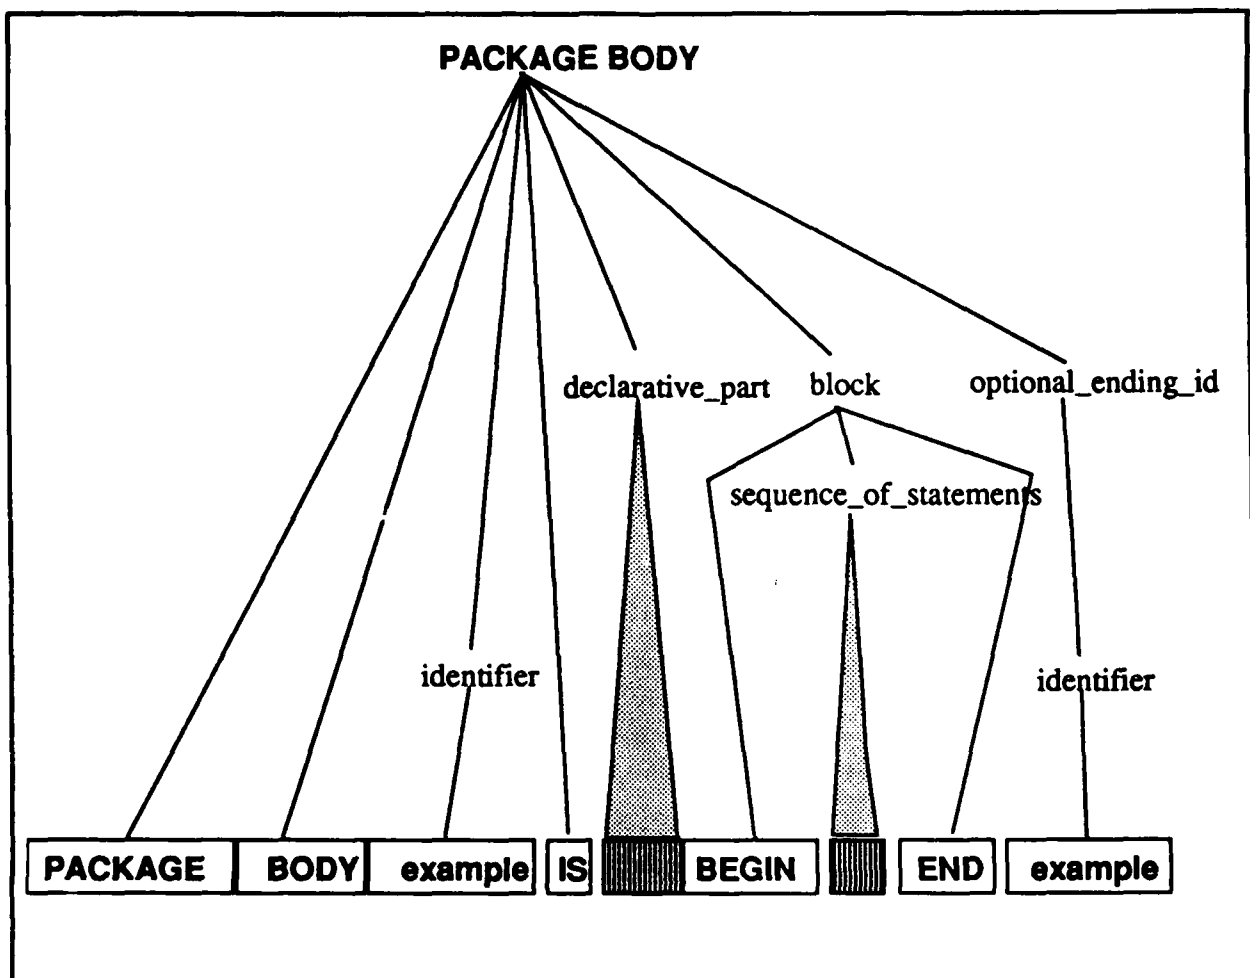 PACKAGE BODY
declarative_part block optional_ending_id
sequence_of_statements
identifier identifier
PACKAGE BODY example IS BEGIN END example